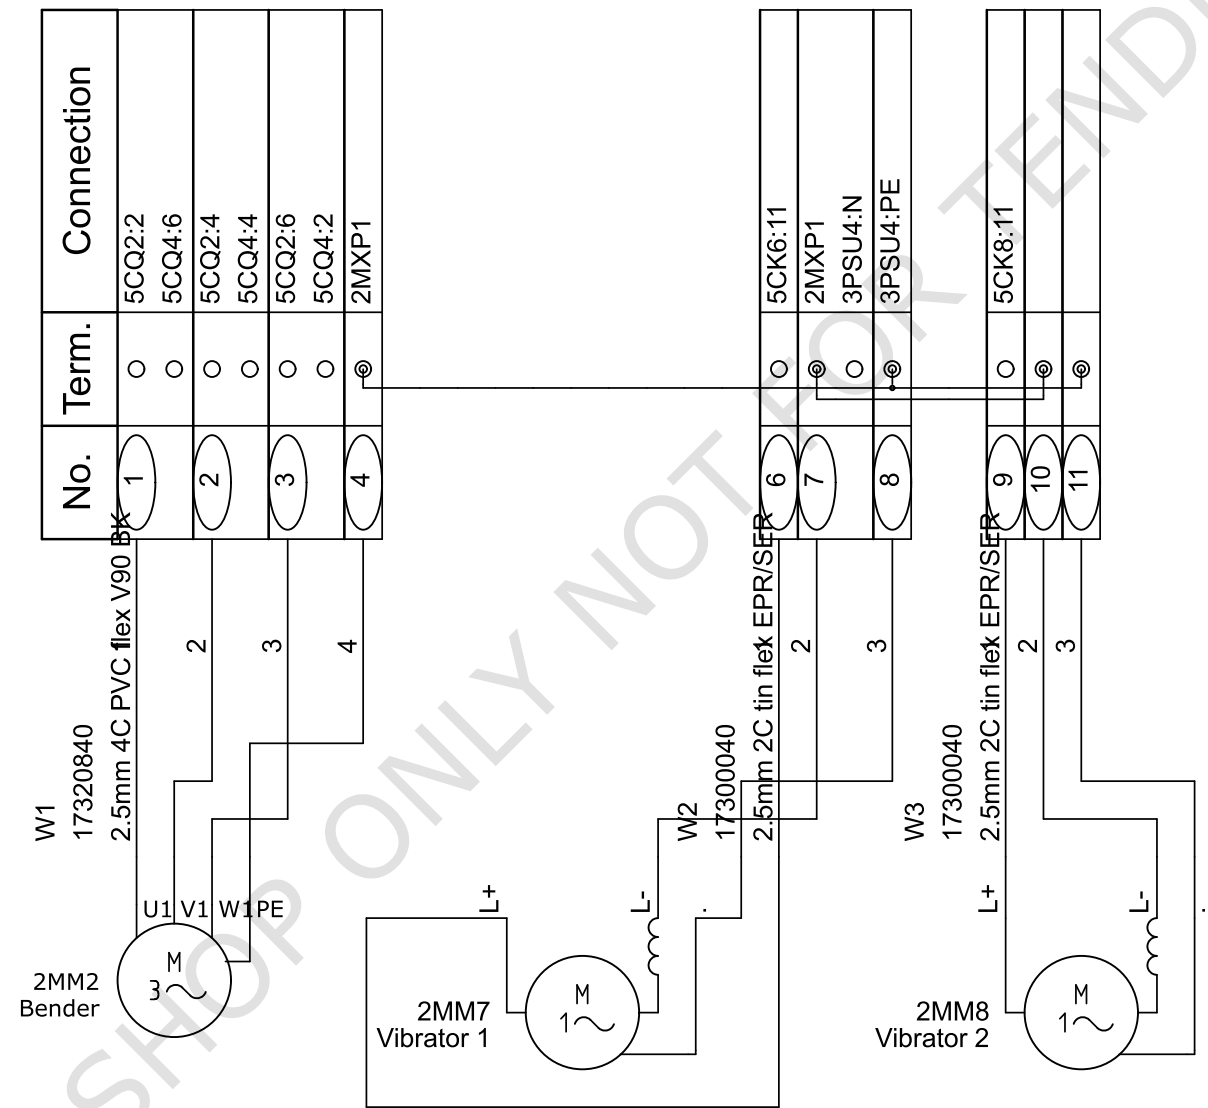 Connection
5CQ2:2
5CQ4:6
5CQ2:4
5CQ4:4
5CQ2:6
5CQ4:2
2MXP1
5CK6:11
2MXP1
3PSU4:N
3PSU4:PE
5CK8:11
Term.
No.
1
2
3
4
6
7
8
9
10
11
W1
17320840
2.5mm 4C PVC flex V90 BK
2
3
4
W2
17300040
2.5mm 2C tin flex EPR/SER
2
3
W3
17300040
2.5mm 2C tin flex EPR/SER
2
3
U1 V1 W1 PE
M
3
2MM2
Bender
L+
L-
.
M
1
2MM7
Vibrator 1
L+
L-
.
M
1
2MM8
Vibrator 2
SHOP ONLY NOT FOR TEND